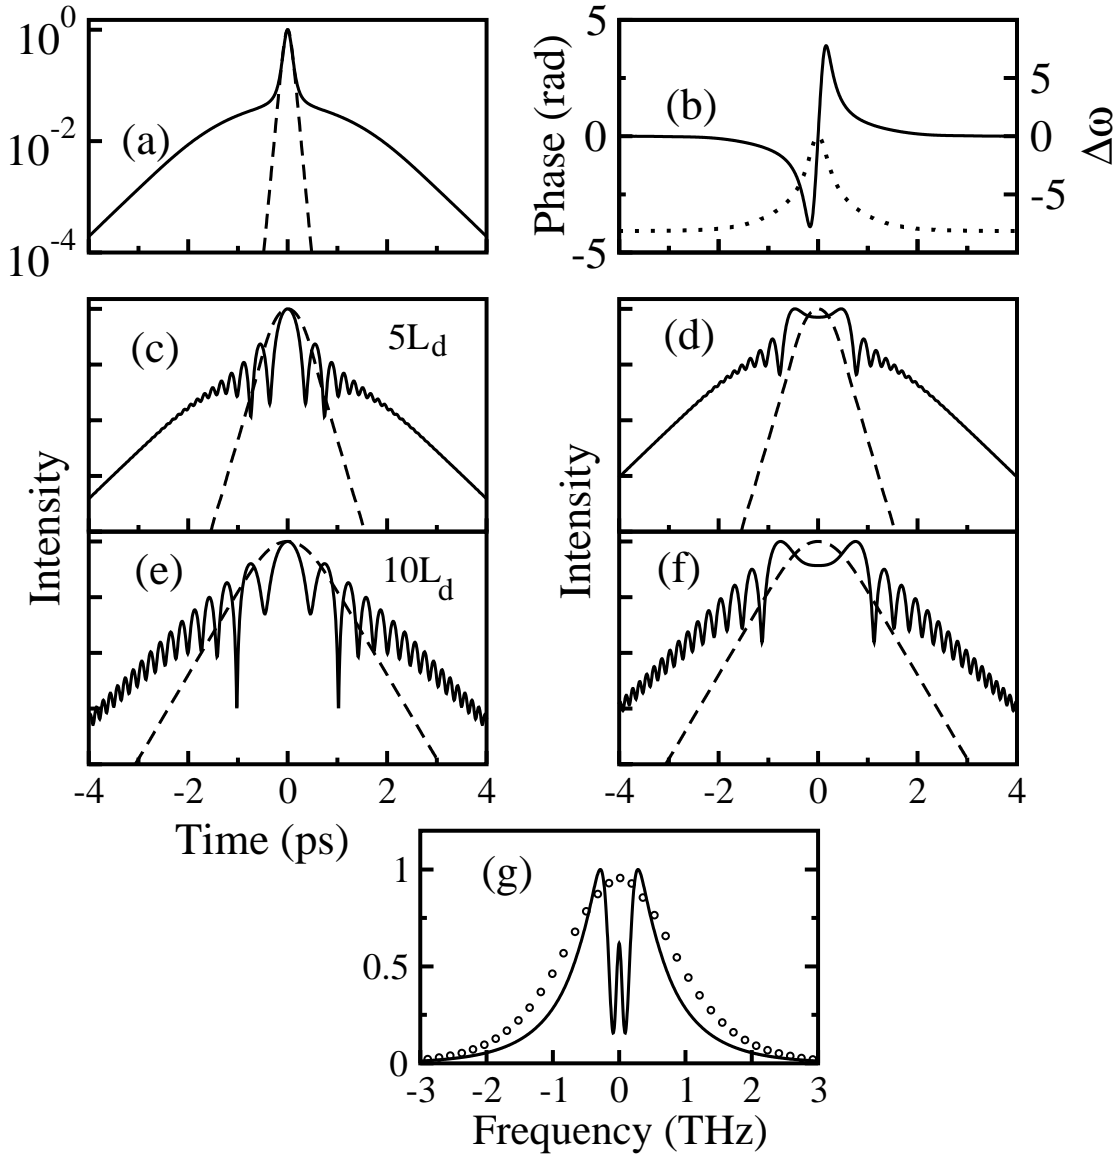 10^0
10^-2
10^-4
(a)
5
0
-5
Phase (rad)
(b)
5
0
-5
Δω
(c)
5L_d
(d)
Intensity
(e)
10L_d
-4 -2 0 2 4
Time (ps)
Intensity
(f)
-4 -2 0 2 4
1
0.5
0
(g)
-3 -2 -1 0 1 2 3
Frequency (THz)